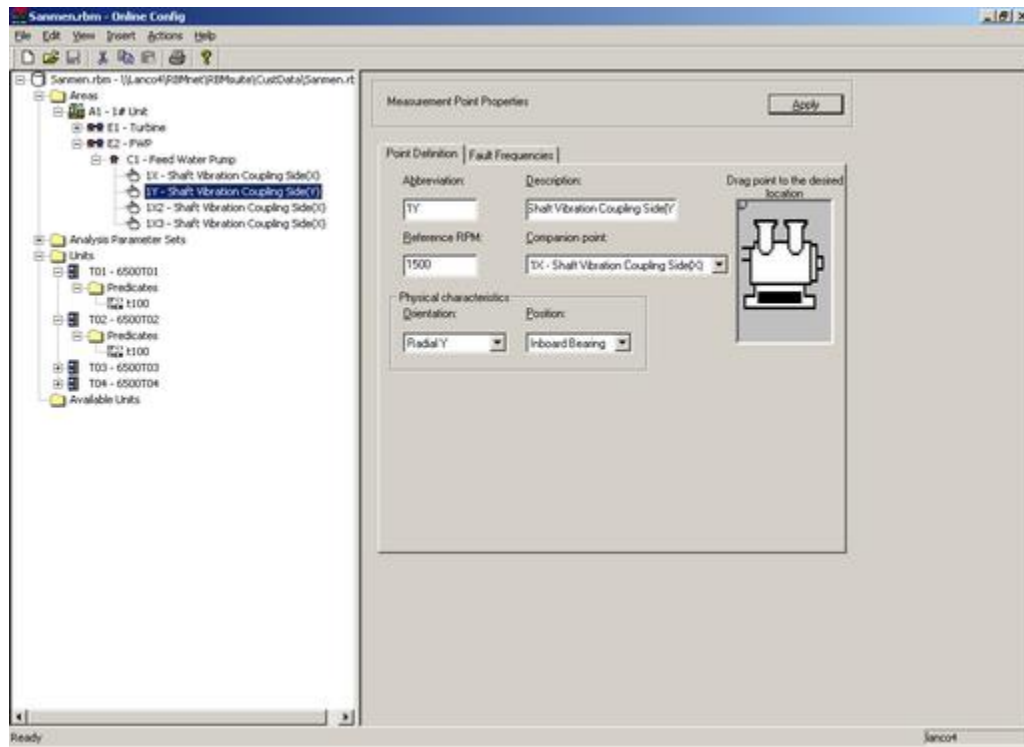 Sanmen.rbm - Online Config
File Edit View Insert Actions Help
Sanmen.rbm - \\Lanco4\RBMnet\RBMsuite\CustData\Sanmen.rb
Areas
A1 - 1# Unit
E1 - Turbine
E2 - FWP
C1 - Feed Water Pump
1X - Shaft Vibration Coupling Side(X)
1Y - Shaft Vibration Coupling Side(Y)
1X2 - Shaft Vibration Coupling Side(X)
1X3 - Shaft Vibration Coupling Side(X)
Analysis Parameter Sets
Units
T01 - 6500T01
Predicates
t100
T02 - 6500T02
Predicates
t100
T03 - 6500T03
T04 - 6500T04
Available Units
Measurement Point Properties
Apply
Point Definition Fault Frequencies
Abbreviation: Description: Drag point to the desired location
1Y Shaft Vibration Coupling Side(Y
Reference RPM: Companion point:
1500 1X - Shaft Vibration Coupling Side(X)
Physical characteristics
Orientation: Position:
Radial Y Inboard Bearing
Ready lanco4